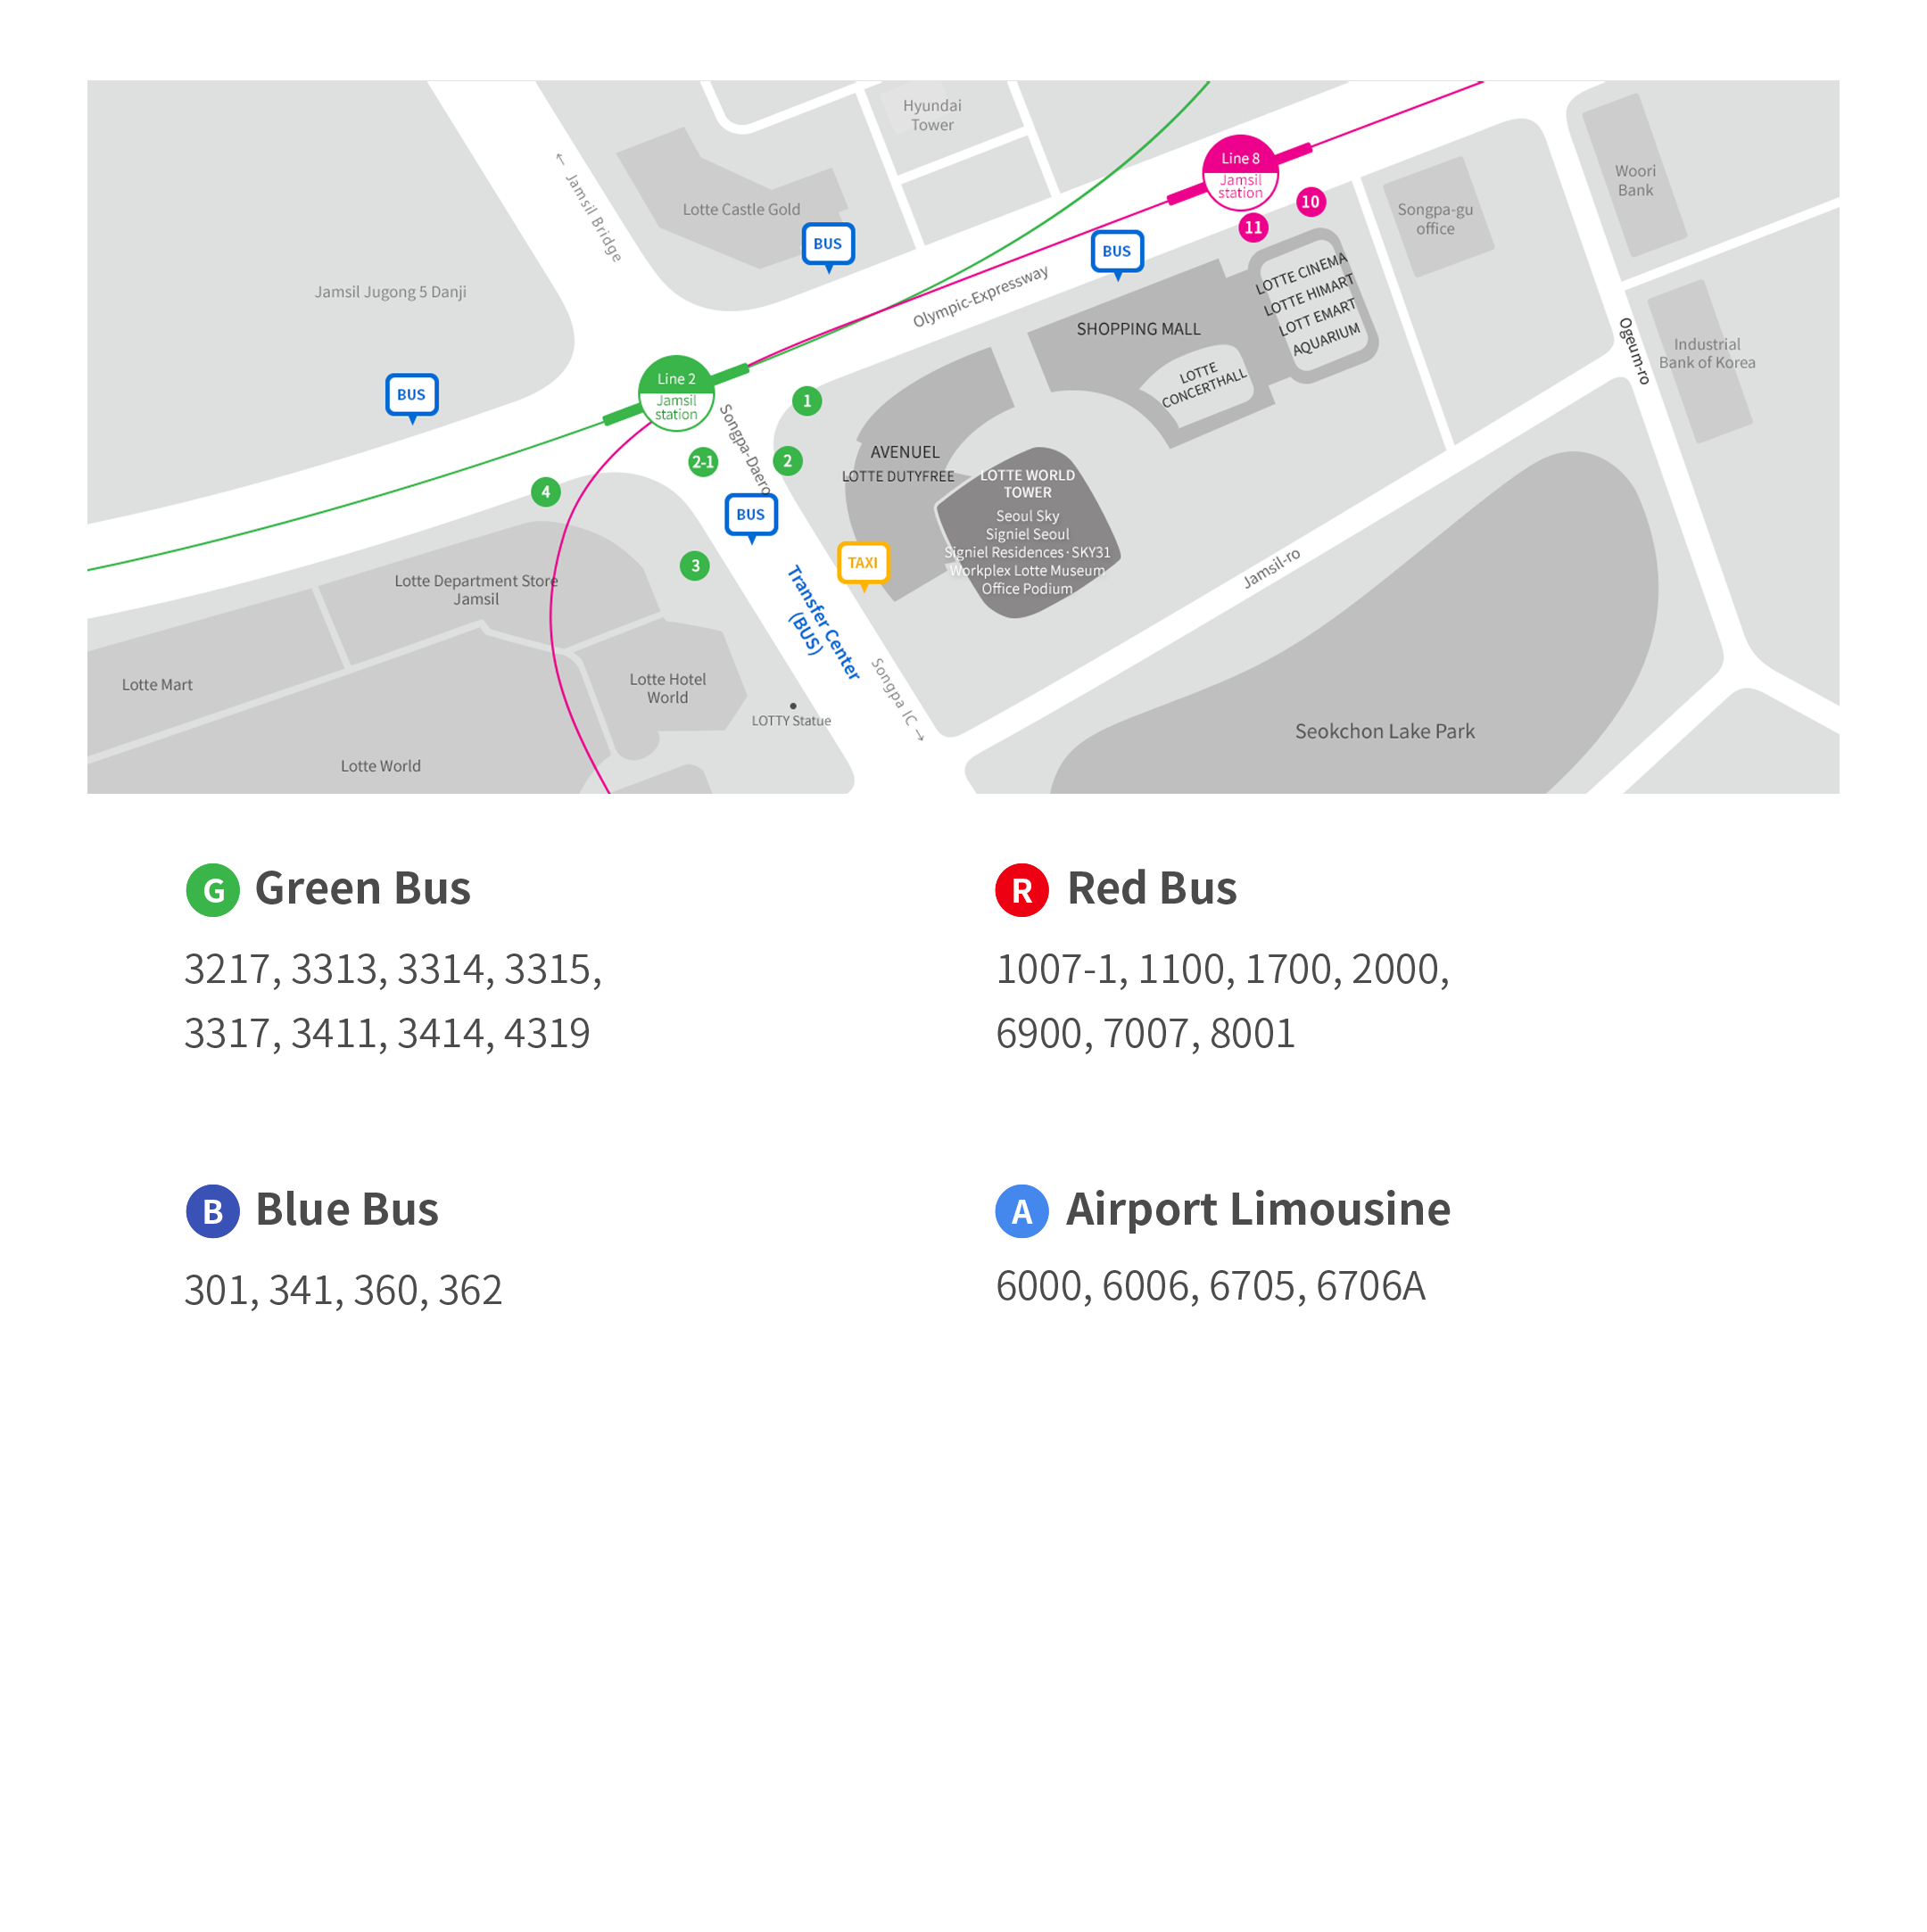 Hyundai
Tower
Line 8
Jamsil
station
10
11
Woori
Bank
Songpa-gu
office
← Jamsil Bridge
Lotte Castle Gold
BUS
BUS
Jamsil Jugong 5 Danji
Olympic-Expressway
LOTTE CINEMA
LOTTE HIMART
LOTT EMART
AQUARIUM
SHOPPING MALL
LOTTE
CONCERTHALL
Ogeum-ro
Industrial
Bank of Korea
BUS
Line 2
Jamsil
station
1
Songpa-Daero
2-1
2
4
AVENUEL
LOTTE DUTYFREE
LOTTE WORLD
TOWER
Seoul Sky
Signiel Seoul
Signiel Residences·SKY31
Workplex Lotte Museum
Office Podium
BUS
3
TAXI
Transfer Center
(BUS)
Jamsil-ro
Lotte Department Store
Jamsil
Lotte Mart
Lotte Hotel
World
Songpa IC →
LOTTY Statue
Seokchon Lake Park
Lotte World
G Green Bus
3217, 3313, 3314, 3315,
3317, 3411, 3414, 4319
R Red Bus
1007-1, 1100, 1700, 2000,
6900, 7007, 8001
B Blue Bus
301, 341, 360, 362
A Airport Limousine
6000, 6006, 6705, 6706A